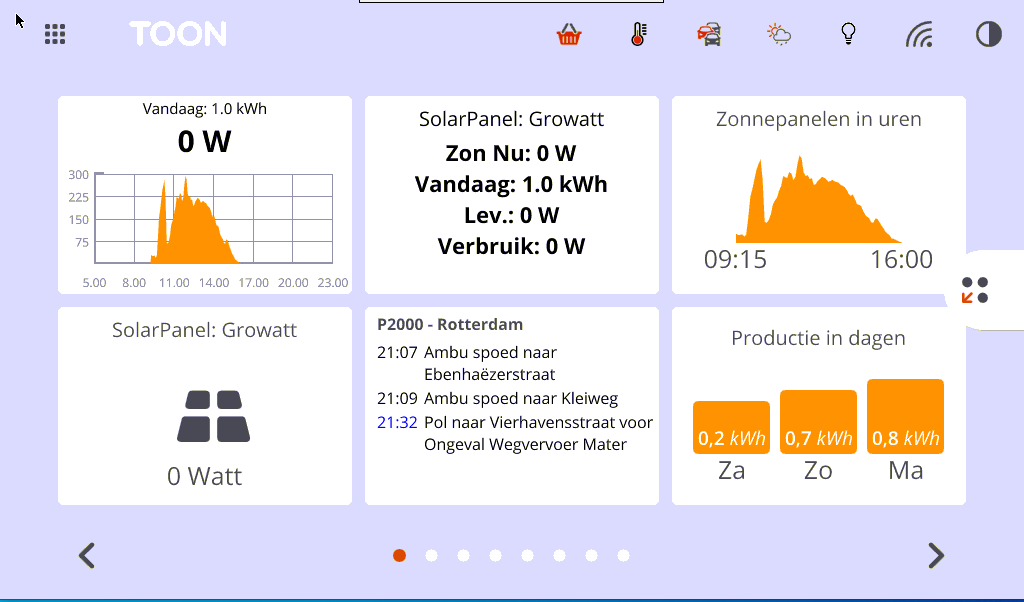 TOON
Vandaag: 1.0 kWh
0 W
300
225
150
75
5.00 8.00 11.00 14.00 17.00 20.00 23.00
SolarPanel: Growatt
Zon Nu: 0 W
Vandaag: 1.0 kWh
Lev.: 0 W
Verbruik: 0 W
Zonnepanelen in uren
09:15 16:00
SolarPanel: Growatt
0 Watt
P2000 - Rotterdam
21:07 Ambu spoed naar
Ebenhaëzerstraat
21:09 Ambu spoed naar Kleiweg
21:32 Pol naar Vierhavensstraat voor
Ongeval Wegvervoer Mater
Productie in dagen
0,2 kWh 0,7 kWh 0,8 kWh
Za Zo Ma